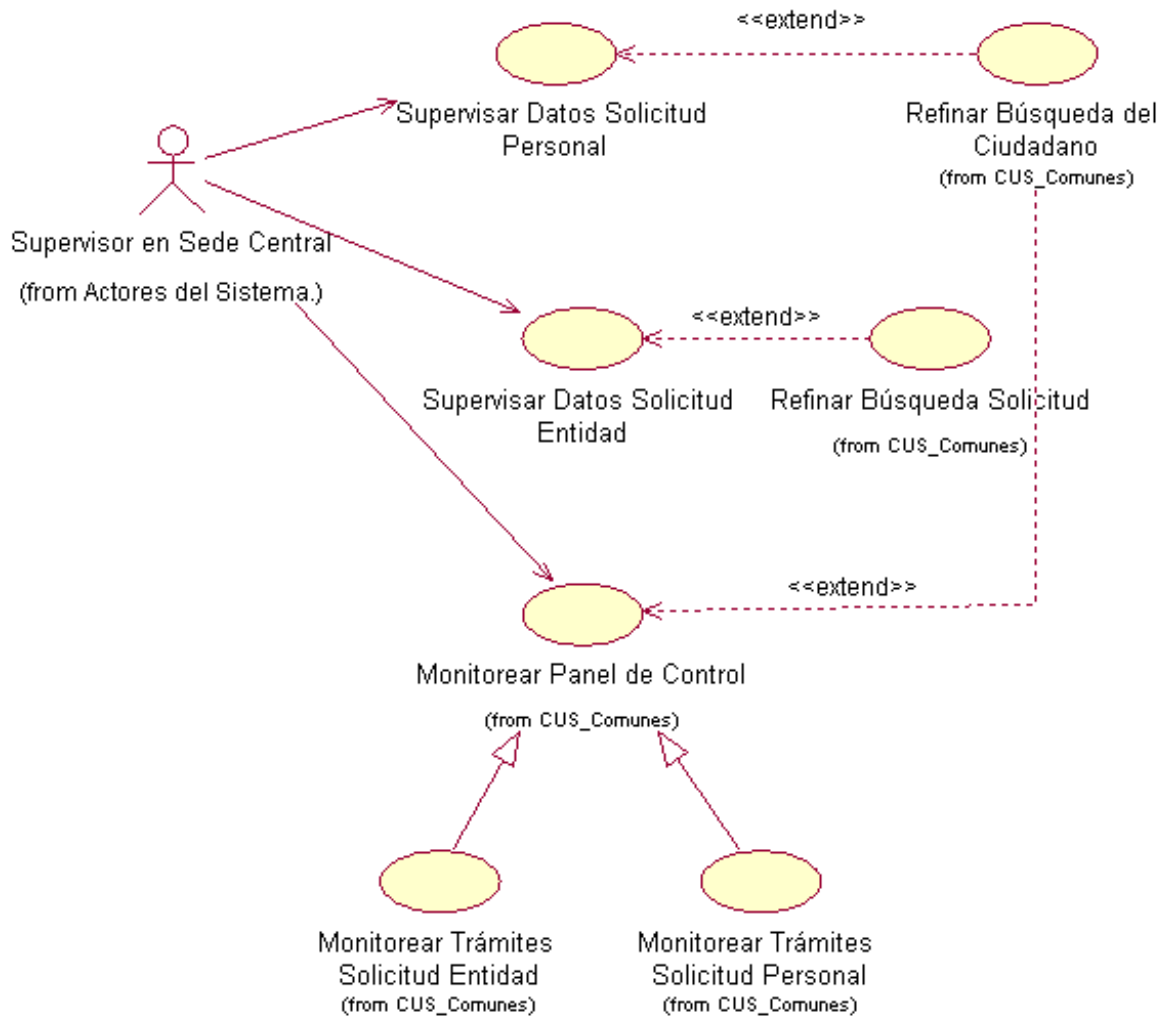 <<extend>>
Supervisar Datos Solicitud
Personal
Refinar Búsqueda del
Ciudadano
(from CUS_Comunes)
Supervisor en Sede Central
(from Actores del Sistema.)
<<extend>>
Supervisar Datos Solicitud
Entidad
Refinar Búsqueda Solicitud
(from CUS_Comunes)
<<extend>>
Monitorear Panel de Control
(from CUS_Comunes)
Monitorear Trámites
Solicitud Entidad
(from CUS_Comunes)
Monitorear Trámites
Solicitud Personal
(from CUS_Comunes)